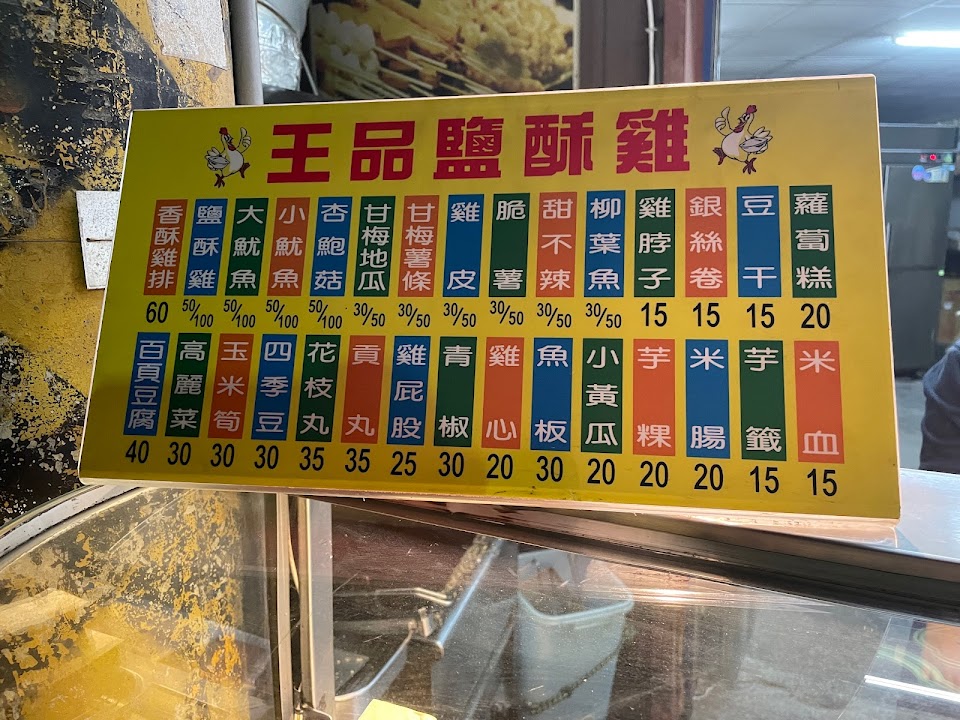 王品鹽酥雞
香酥雞排 鹽酥雞 大魷魚 小魷魚 杏鮑菇 甘梅地瓜 甘梅薯條 雞皮 脆薯 甜不辣 柳葉魚 雞脖子 銀絲卷 豆干 蘿蔔糕
60 50/100 50/100 50/100 50/100 30/50 30/50 30/50 30/50 30/50 30/50 15 15 15 20
百頁豆腐 高麗菜 玉米筍 四季豆 花枝丸 貢丸 雞屁股 青椒 雞心 魚板 小黃瓜 芋粿 米腸 芋籤 米血
40 30 30 30 35 35 25 30 20 30 20 20 20 15 15